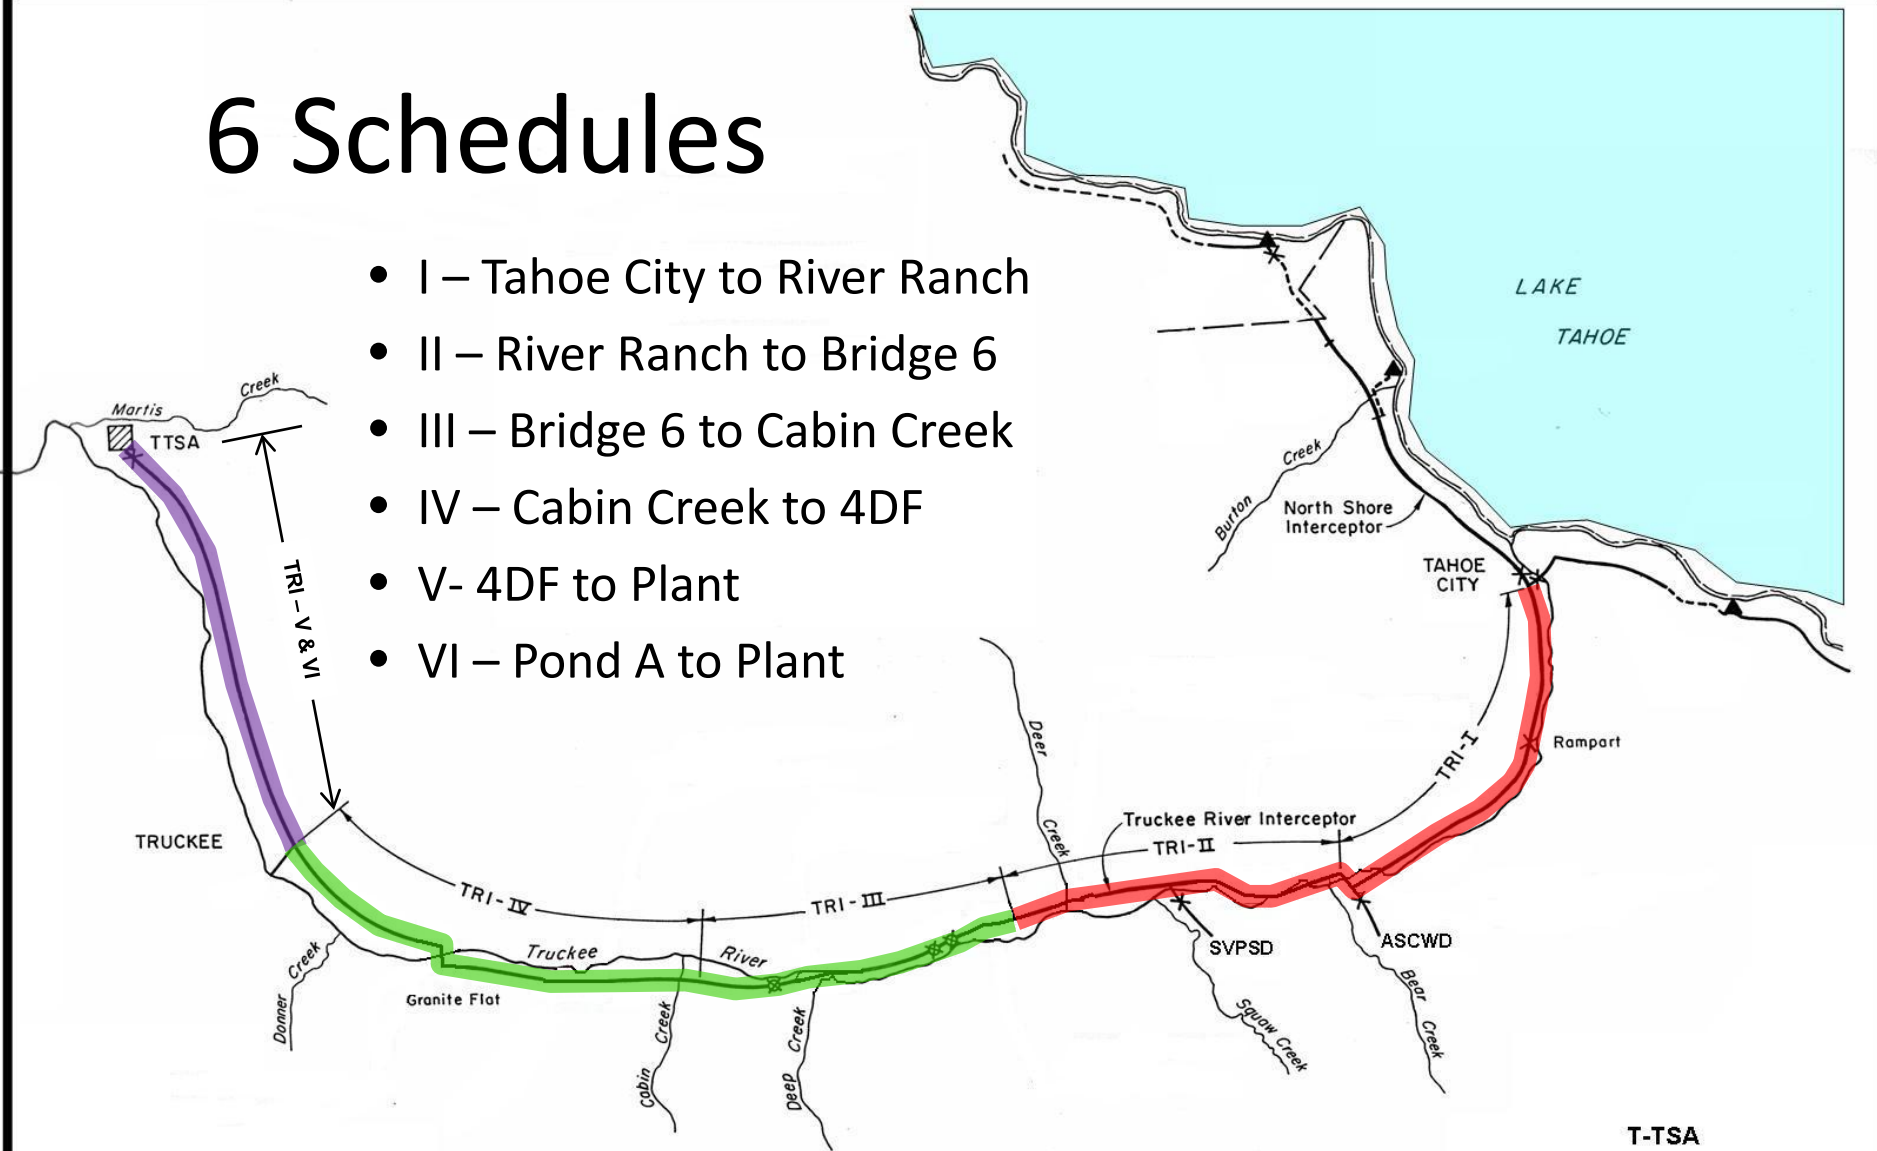 6 Schedules
• I – Tahoe City to River Ranch
• II – River Ranch to Bridge 6
• III – Bridge 6 to Cabin Creek
• IV – Cabin Creek to 4DF
• V- 4DF to Plant
• VI – Pond A to Plant
LAKE
TAHOE
Martis
Creek
TTSA
TRI – V & VI
Burton
Creek
North Shore
Interceptor
TAHOE
CITY
Rampart
TRI-I
Deer
Creek
Truckee River Interceptor
TRI-II
TRUCKEE
TRI-IV
TRI-III
Truckee
River
SVPSD
ASCWD
Granite Flat
Donner
Creek
Cabin
Creek
Deep
Creek
Squaw Creek
Bear
Creek
T-TSA